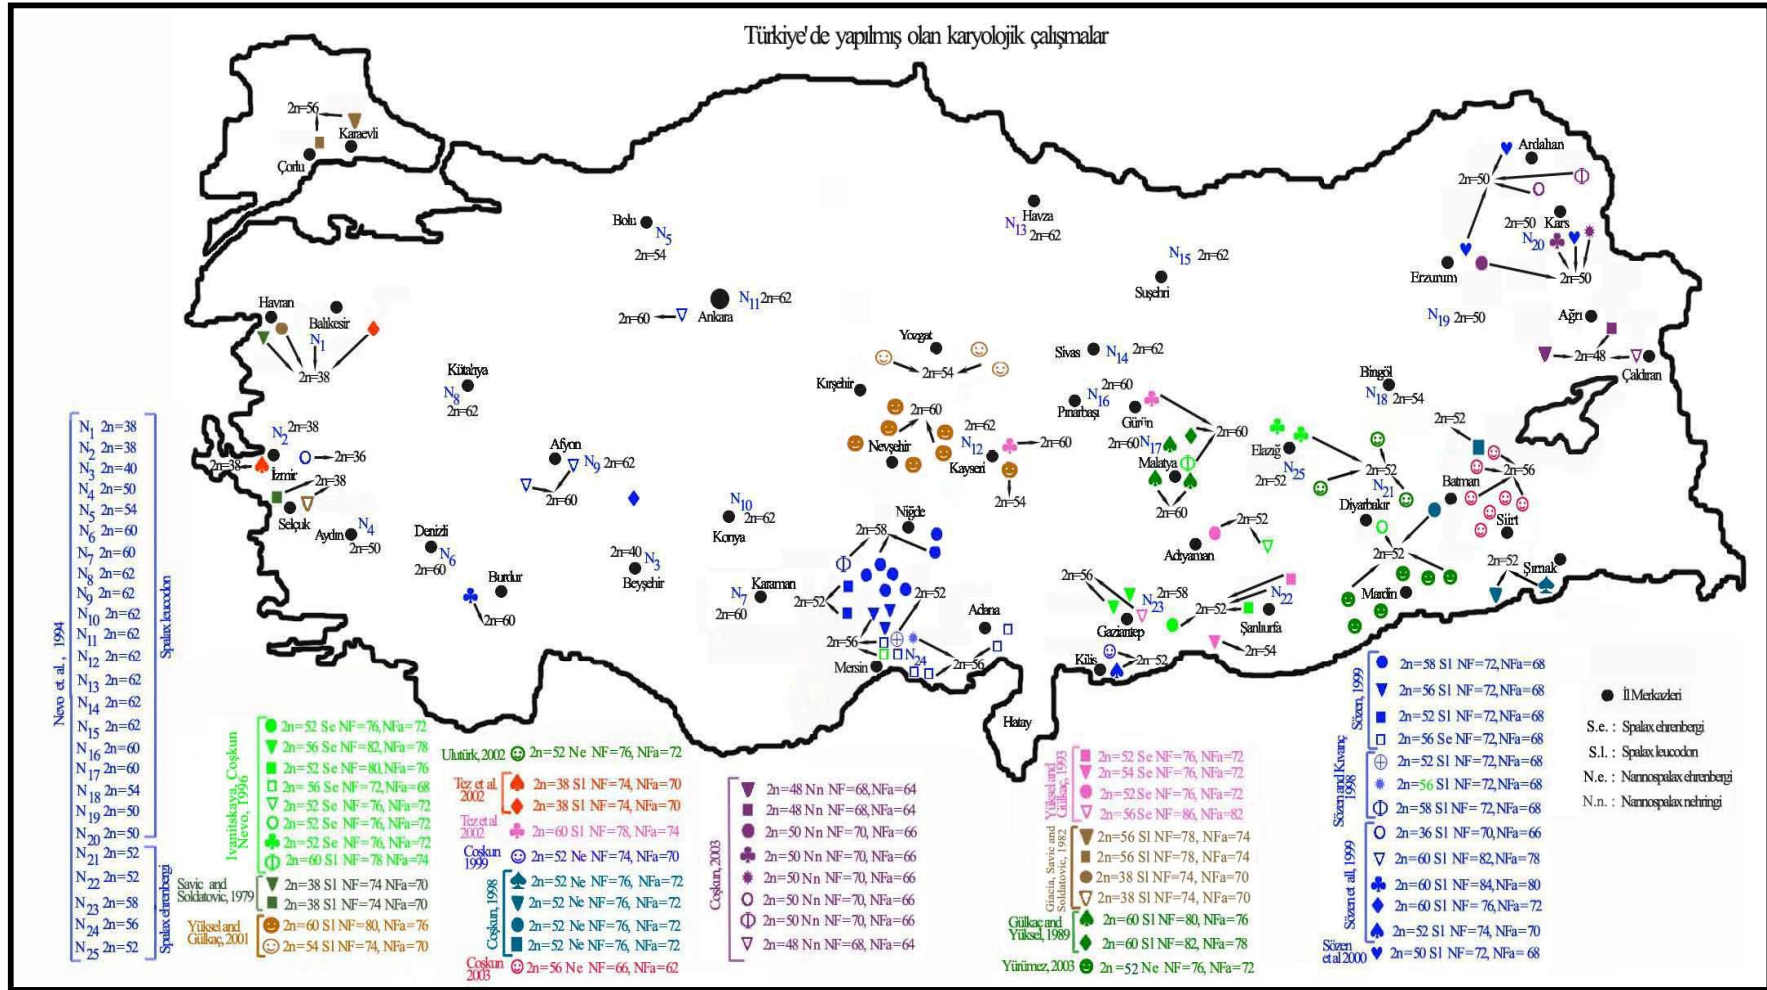 Türkiye'de yapılmış olan karyolojik çalışmalar
2n=56
Karaevli
Çorlu
Bolu
N5
2n=54
Havza
N13
2n=62
Ardahan
2n=50
2n=50
Kars
N20
2n=50
Erzurum
N15 2n=62
Suşehri
N19 2n=50
Ağrı
2n=48
Çaldıran
Havran
Balıkesir
N1
2n=38
N11 2n=62
2n=60
Ankara
Yozgat
2n=54
Sivas
N14 2n=62
Kütahya
N8
2n=62
Kırşehir
2n=60
2n=62
N12
2n=60
Nevşehir
Kayseri
2n=54
2n=60
N16
Pınarbaşı
Gürün
2n=60
2n=60 N17
Malatya
2n=60
Bingöl
N18 2n=54
Elazığ
N25
2n=52
2n=52
N21
Diyarbakır
2n=52
2n=52
2n=56
Batman
Siirt
2n=52
Şırnak
Mardin
N2 2n=38
2n=38
İzmir
2n=36
2n=38
Selçuk
Aydın
N4
2n=50
Denizli
N6
2n=60
Burdur
2n=60
Afyon
N9 2n=62
2n=60
2n=40
N3
Beyşehir
N10
2n=62
Konya
N7
Karaman
2n=60
Niğde
2n=58
2n=52
2n=52
2n=56
N24
2n=56
Adana
Mersin
Hatay
2n=52
Adıyaman
2n=56
N23
2n=58
Gaziantep
2n=52
N22
Şanlıurfa
2n=54
Kilis
2n=52
Nevo et al., 1994
Spalax leucodon
N1 2n=38
N2 2n=38
N3 2n=40
N4 2n=50
N5 2n=54
N6 2n=60
N7 2n=60
N8 2n=62
N9 2n=62
N10 2n=62
N11 2n=62
N12 2n=62
N13 2n=62
N14 2n=62
N15 2n=62
N16 2n=60
N17 2n=60
N18 2n=54
N19 2n=50
N20 2n=50
Spalax ehrenbergi
N21 2n=52
N22 2n=52
N23 2n=58
N24 2n=56
N25 2n=52
Ivanitskaya, Coşkun
Nevo, 1996
2n=52 Se NF=76, NFa=72
2n=56 Se NF=82, NFa=78
2n=52 Se NF=80, NFa=76
2n= 56 Se NF=72, NFa=68
2n=52 Se NF=76, NFa=72
2n=52 Se NF=76, NFa=72
2n=52 Se NF=76, NFa=72
2n=60 Sl NF=78 NFa=74
Savic and
Soldatovic, 1979
2n=38 Sl NF=74 NFa=70
2n=38 Sl NF=74 NFa=70
Yüksel and
Gülkaç, 2001
2n=60 Sl NF=80, NFa=76
2n=54 Sl NF=74, NFa=70
Ulutürk, 2002
2n=52 Ne NF=76, NFa=72
Tez et al.
2002
2n=38 Sl NF=74, NFa=70
2n=38 Sl NF=74, NFa=70
Tez et al
2002
2n=60 Sl NF=78, NFa=74
Coşkun
1999
2n=52 Ne NF=74, NFa=70
Coşkun, 1998
2n=52 Ne NF=76, NFa=72
2n=52 Ne NF=76, NFa=72
2n=52 Ne NF=76, NFa=72
2n=52 Ne NF=76, NFa=72
Coşkun
2003
2n=56 Ne NF=66, NFa=62
Coşkun, 2003
2n=48 Nn NF=68, NFa=64
2n=48 Nn NF=68, NFa=64
2n=50 Nn NF=70, NFa=66
2n=50 Nn NF=70, NFa=66
2n=50 Nn NF=70, NFa=66
2n=50 Nn NF=70, NFa=66
2n=50 Nn NF=70, NFa=66
2n=48 Nn NF=68, NFa=64
Yüksel and
Gülkaç, 1993
2n=52 Se NF=76, NFa=72
2n=54 Se NF=76, NFa=72
2n=52 Se NF=76, NFa=72
2n=56 Se NF=86, NFa=82
Giacia, Savic and
Soldatovic, 1982
2n=56 Sl NF=78, NFa=74
2n=56 Sl NF=78, NFa=74
2n=38 Sl NF=74, NFa=70
2n=38 Sl NF=74, NFa=70
Gülkaç and
Yüksel, 1989
2n=60 Sl NF=80, NFa=76
2n=60 Sl NF=82, NFa=78
Yürümez, 2003
2n =52 Ne NF=76, NFa=72
Sözen, 1999
2n=58 Sl NF=72, NFa=68
2n=56 Sl NF=72, NFa=68
2n=52 Sl NF=72, NFa=68
2n=56 Se NF=72, NFa=68
Sözen and Kıvanç
1998
2n=52 Sl NF=72, NFa=68
2n=56 Sl NF=72, NFa=68
2n=58 Sl NF=72, NFa=68
Sözen et al, 1999
2n=36 Sl NF=70, NFa=66
2n=60 Sl NF=82, NFa=78
2n=60 Sl NF=84, NFa=80
2n=60 Sl NF=76, NFa=72
2n=52 Sl NF=74, NFa=70
Sözen
et al 2000
2n=50 Sl NF=72, NFa=68
İl Merkezleri
S.e. : Spalax ehrenbergi
S.l. : Spalax leucodon
N.e. : Nannospalax ehrenbergi
N.n. : Nannospalax nehringi